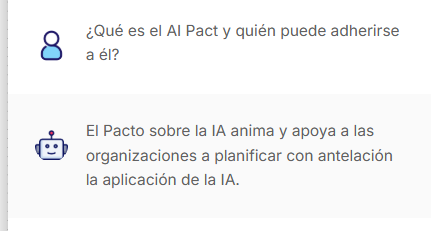 ¿Qué es el AI Pact y quién puede adherirse
a él?
El Pacto sobre la IA anima y apoya a las
organizaciones a planificar con antelación
la aplicación de la IA.